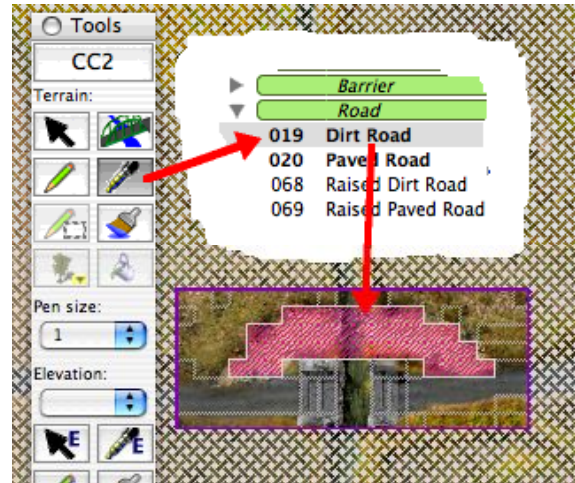 Tools
CC2
Terrain:
Pen size:
1
Elevation:
E
E
Barrier
Road
019 Dirt Road
020 Paved Road
068 Raised Dirt Road
069 Raised Paved Road